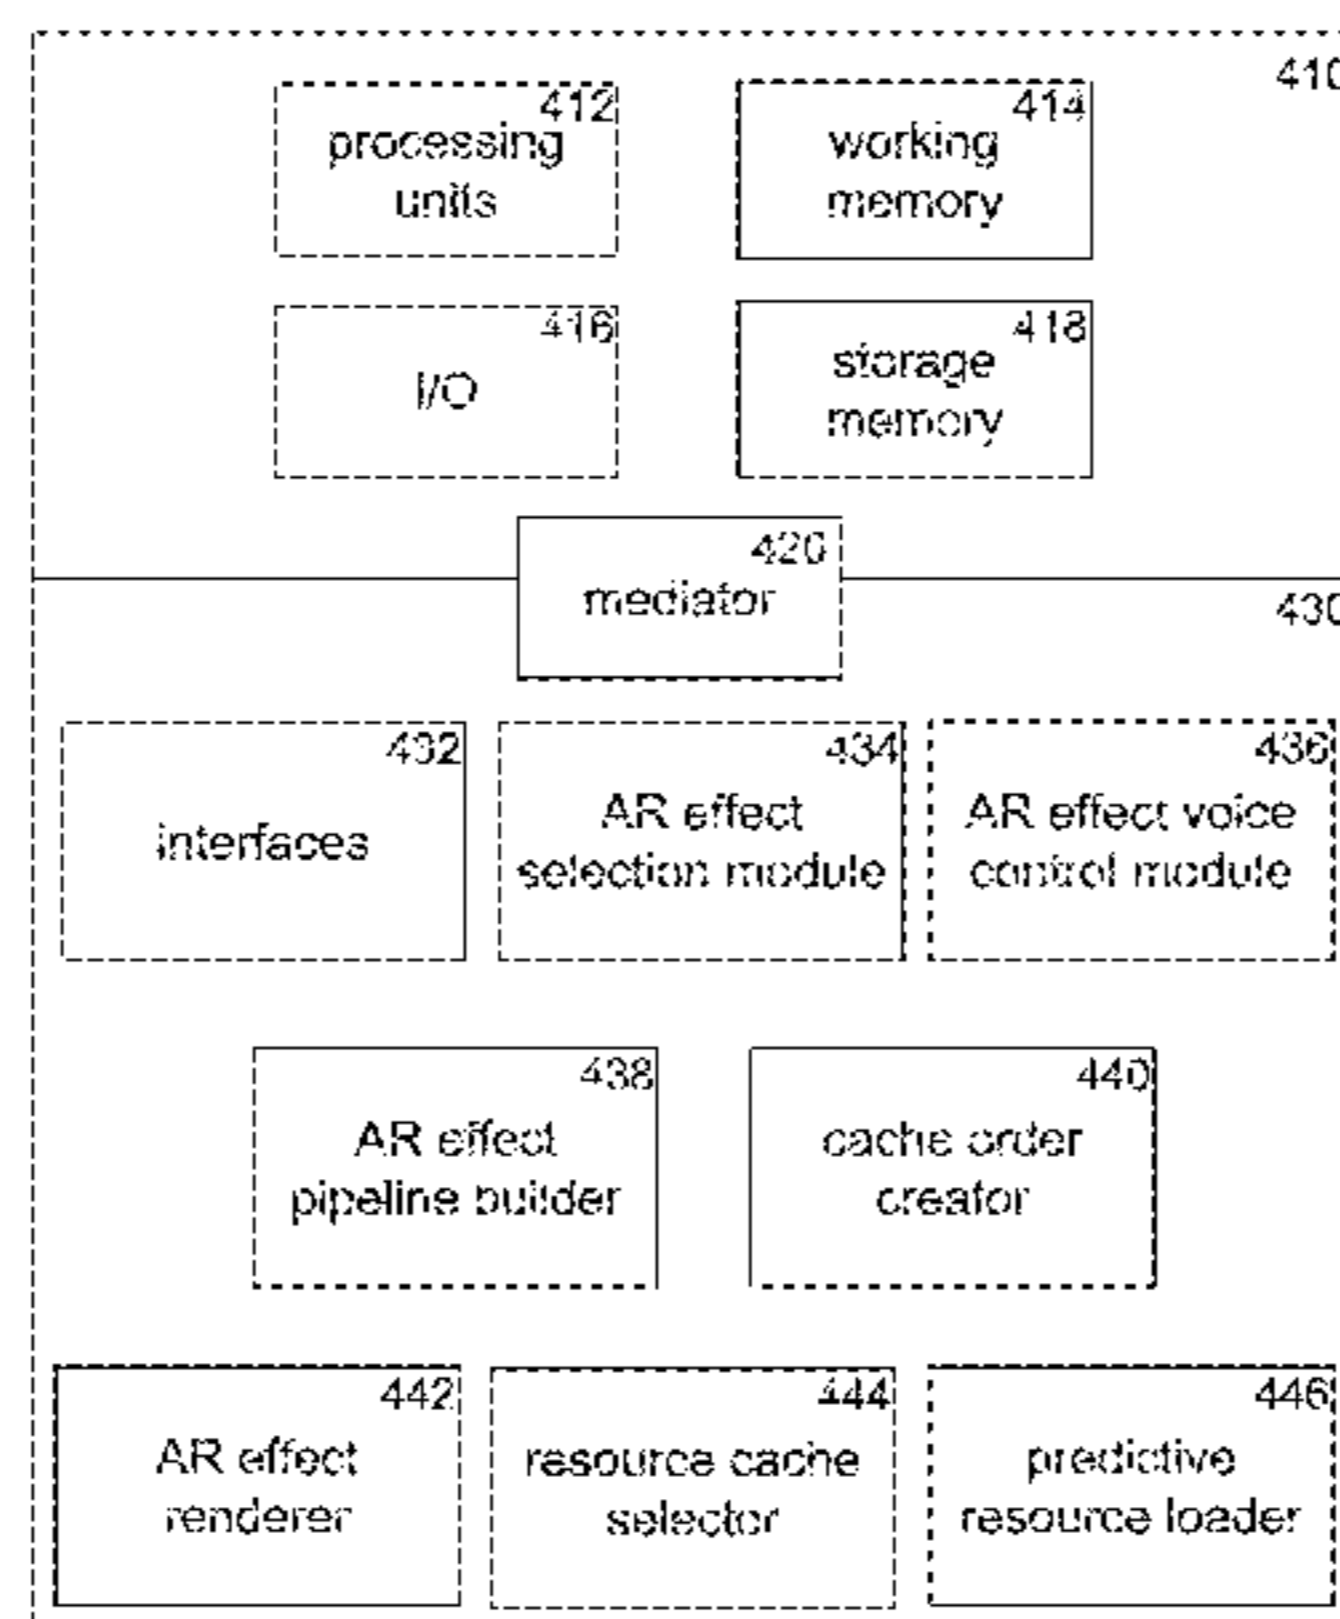 410
412
processing
units
414
working
memory
416
I/O
418
storage
memory
420
mediator
430
432
interfaces
434
AR effect
selection module
436
AR effect voice
control module
438
AR effect
pipeline builder
440
cache order
creator
442
AR effect
renderer
444
resource cache
selector
446
predictive
resource loader